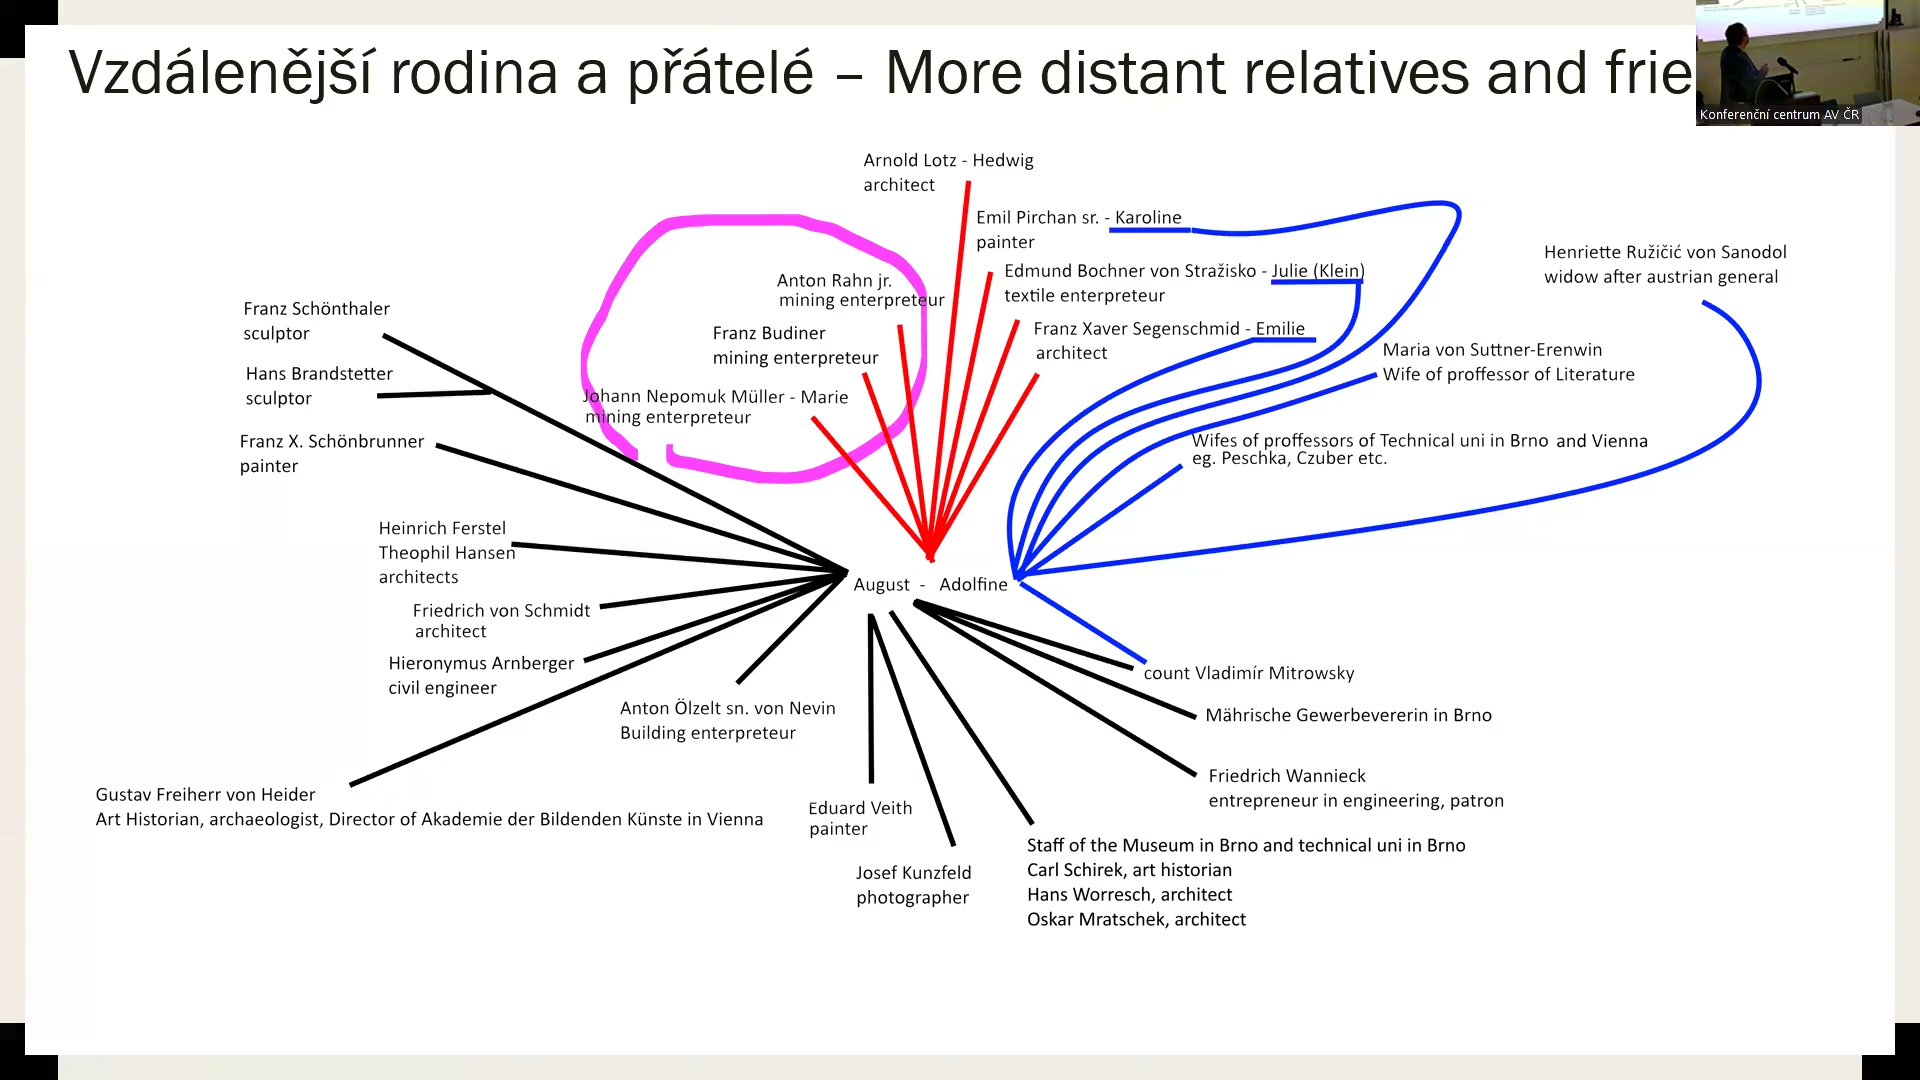 Vzdálenější rodina a přátelé – More distant relatives and frie
Konferenční centrum AV ČR
Arnold Lotz - Hedwig
architect
Emil Pirchan sr. - Karoline
painter
Henriette Ružičić von Sanodol
widow after austrian general
Edmund Bochner von Stražisko - Julie (Klein)
textile enterpreteur
Anton Rahn jr.
mining enterpreteur
Franz Schönthaler
sculptor
Franz Budiner
mining enterpreteur
Franz Xaver Segenschmid - Emilie
architect
Maria von Suttner-Erenwin
Wife of proffessor of Literature
Hans Brandstetter
sculptor
Johann Nepomuk Müller - Marie
mining enterpreteur
Franz X. Schönbrunner
painter
Wifes of proffessors of Technical uni in Brno and Vienna
eg. Peschka, Czuber etc.
Heinrich Ferstel
Theophil Hansen
architects
August - Adolfine
Friedrich von Schmidt
architect
Hieronymus Arnberger
civil engineer
count Vladimír Mitrowsky
Anton Ölzelt sn. von Nevin
Building enterpreteur
Mährische Gewerbevererin in Brno
Friedrich Wannieck
entrepreneur in engineering, patron
Gustav Freiherr von Heider
Art Historian, archaeologist, Director of Akademie der Bildenden Künste in Vienna
Eduard Veith
painter
Josef Kunzfeld
photographer
Staff of the Museum in Brno and technical uni in Brno
Carl Schirek, art historian
Hans Worresch, architect
Oskar Mratschek, architect